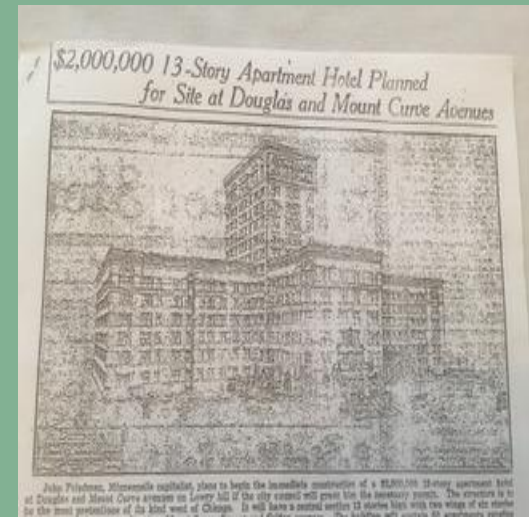 $2,000,000 13-Story Apartment Hotel Planned
for Site at Douglas and Mount Curve Avenues
John Friedman, Minneapolis capitalist, plans to begin the immediate construction of a $2,000,000 13-story apartment hotel
at Douglas and Mount Curve avenues on Lowry hill if the city council will grant him the necessary permit. The structure is to
be the most pretentious of its kind west of Chicago. It will have a central section 13 stories high with two wings of six stories